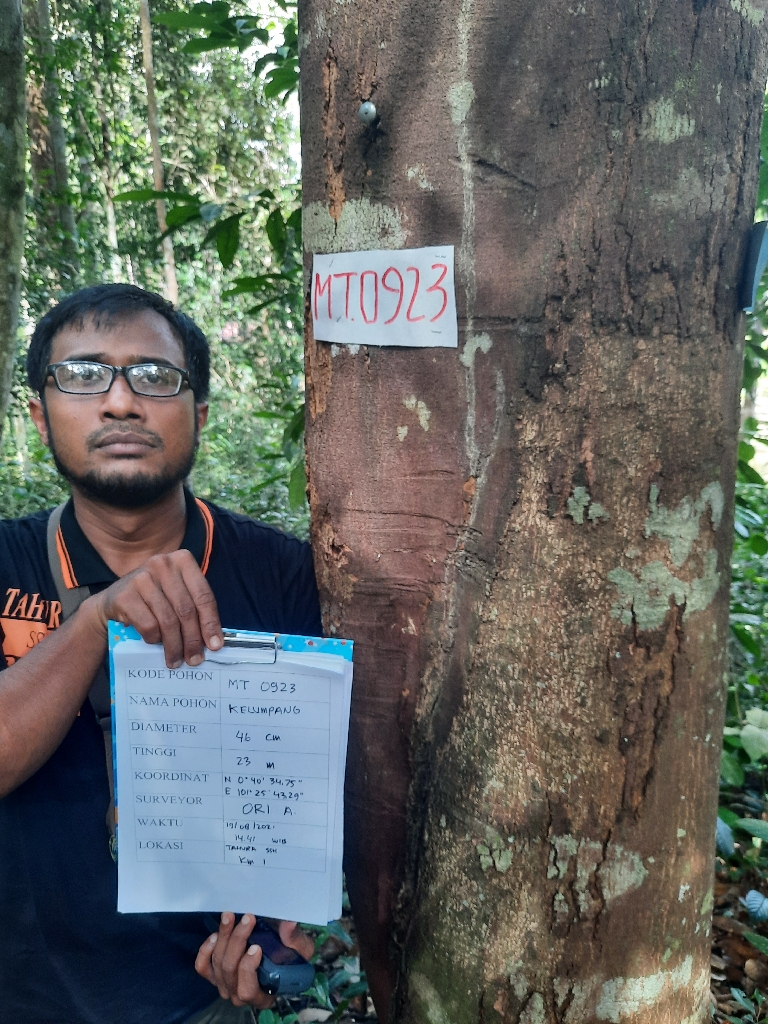 MT.0923
TAHUR
KODE POHON MT 0923
NAMA POHON KELUMPANG
DIAMETER 46 cm
TINGGI 23 m
KOORDINAT N 0°40'34.75"
E 101°25'43.29"
SURVEYOR ORI A.
WAKTU 17/08/2021
14.41 WIB
LOKASI TAHURA SSH
Km 1